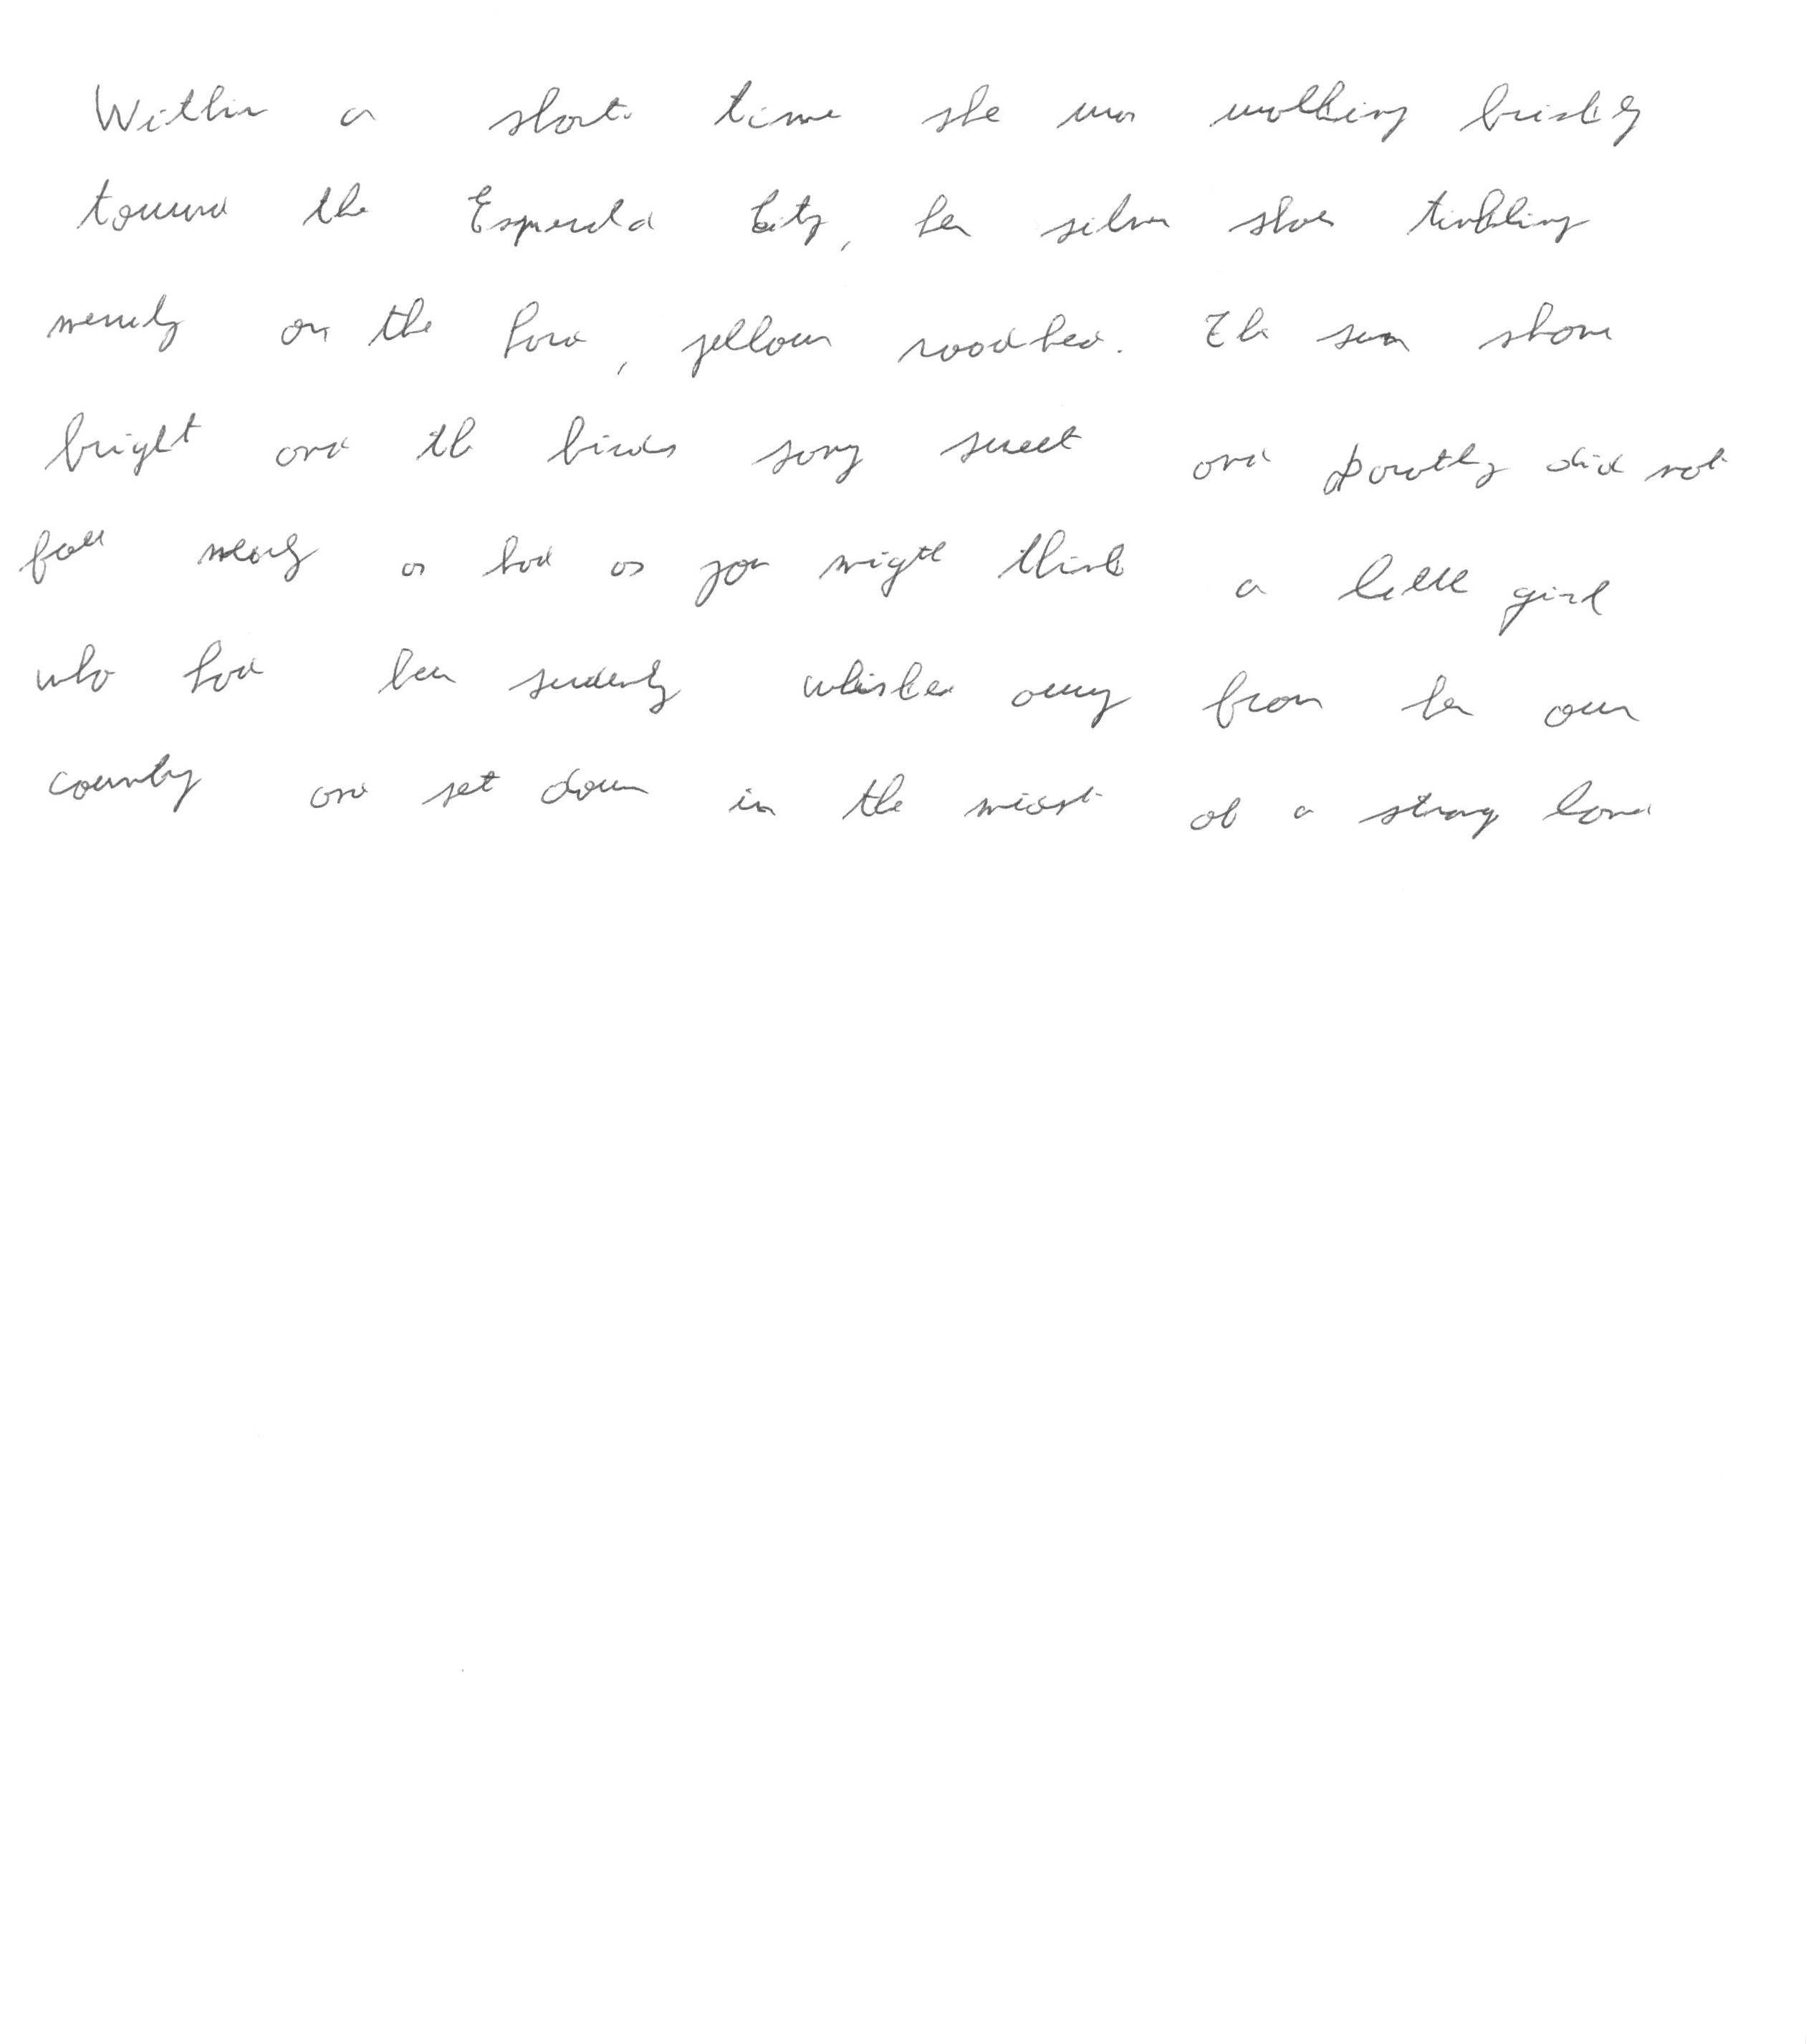 Within a short time she was walking briskly
toward the Esmerald City, her silver shoes tinkling
merrily on the hard, yellow roadbed. The sun shone
bright and the birds sang sweet and Dorothy did not
feel nearly as bad as you might think a little girl
who had been suddenly whisked away from her own
country and set down in the midst of a strange land